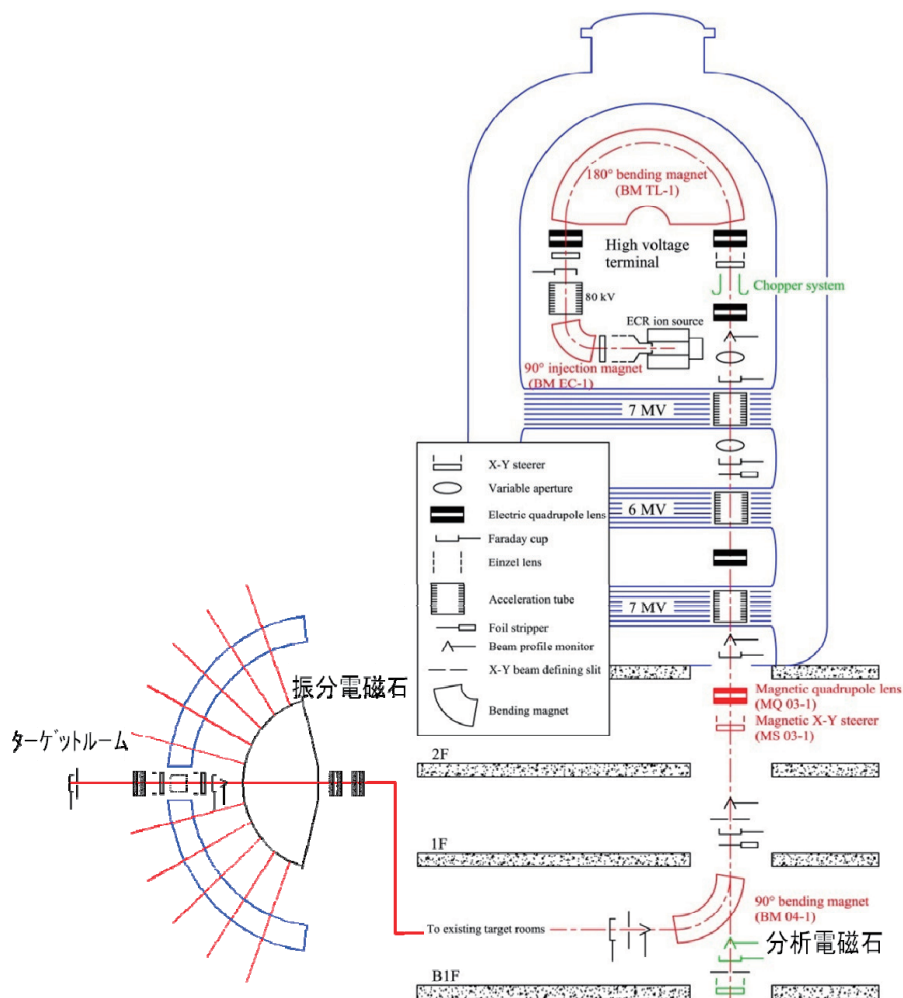 180° bending magnet
(BM TL-1)
High voltage
terminal
Chopper system
80 kV
ECR ion source
90° injection magnet
(BM EC-1)
7 MV
6 MV
7 MV
X-Y steerer
Variable aperture
Electric quadrupole lens
Faraday cup
Einzel lens
Acceleration tube
Foil stripper
Beam profile monitor
X-Y beam defining slit
Bending magnet
Magnetic quadrupole lens
(MQ 03-1)
Magnetic X-Y steerer
(MS 03-1)
振分電磁石
ターゲットルーム
2F
1F
90° bending magnet
(BM 04-1)
To existing target rooms
分析電磁石
B1F